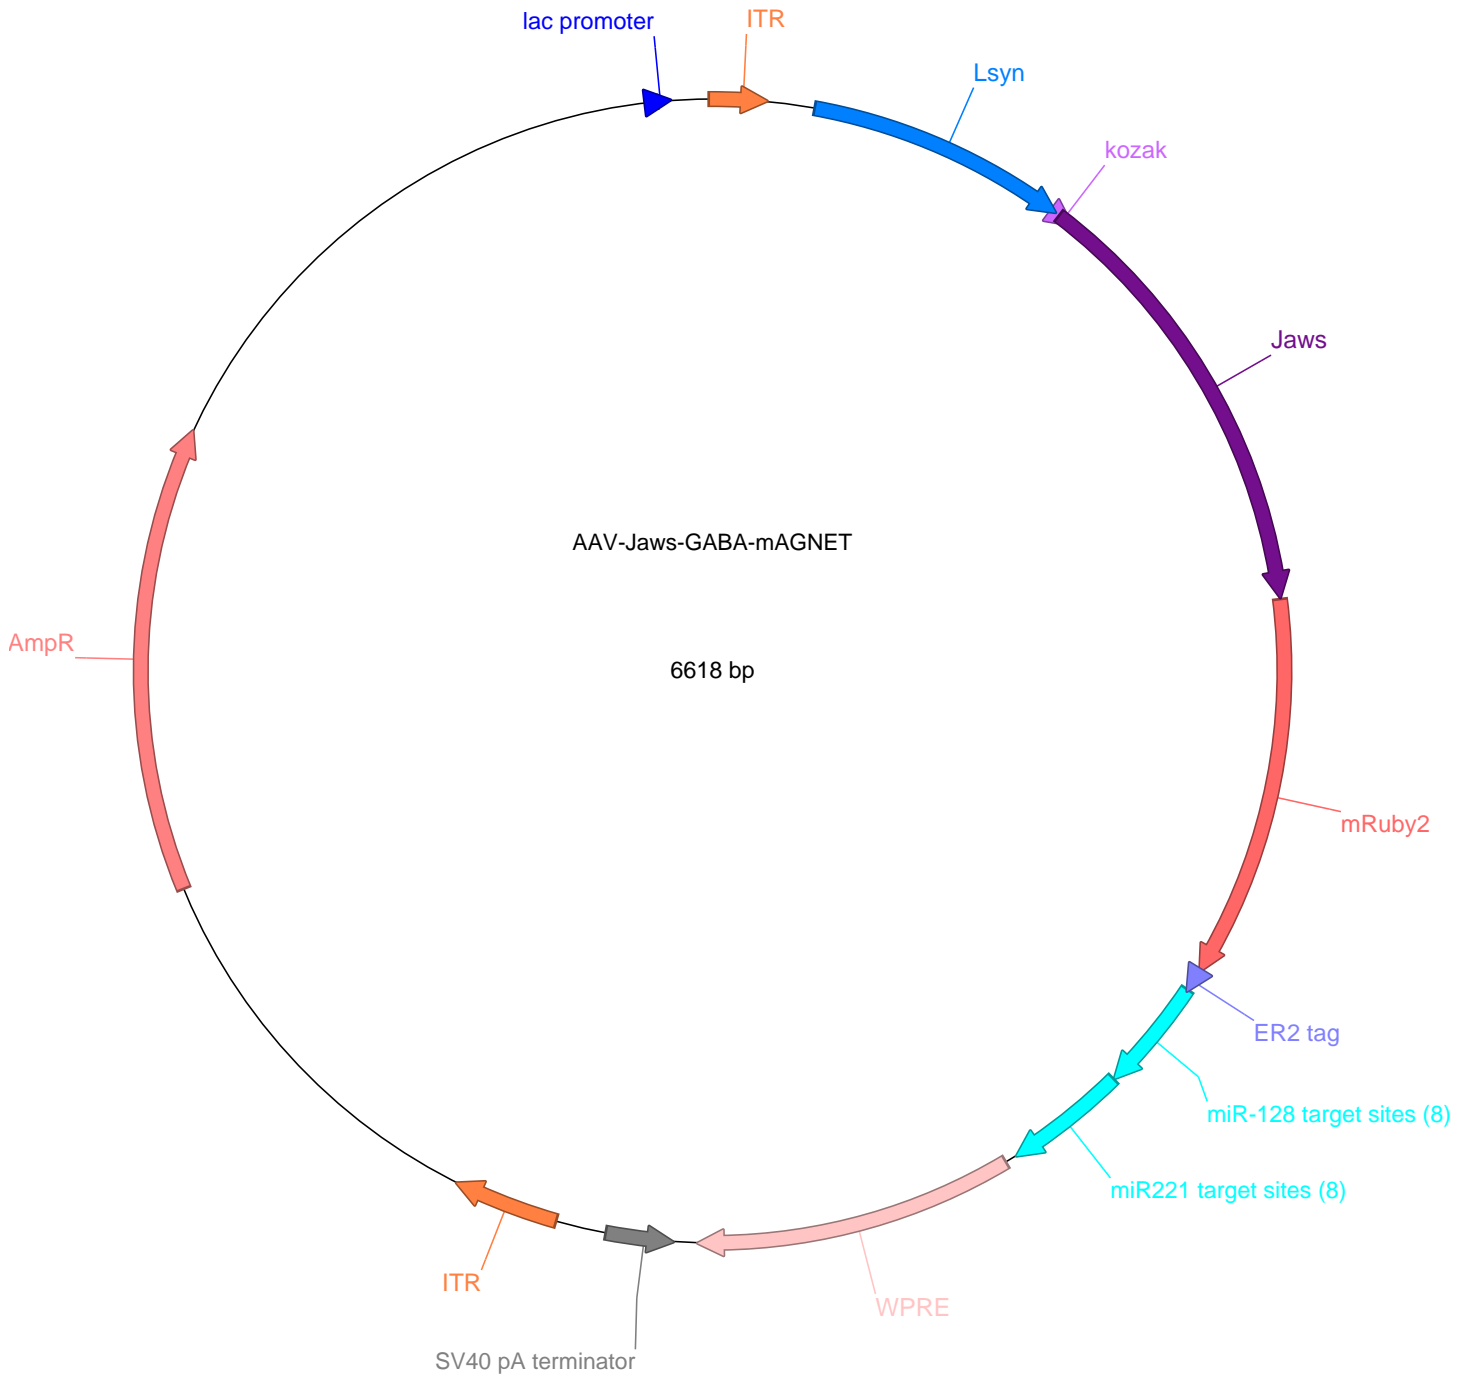 lac promoter
ITR
Lsyn
kozak
Jaws
AAV-Jaws-GABA-mAGNET
AmpR
6618 bp
mRuby2
ER2 tag
miR-128 target sites (8)
miR221 target sites (8)
ITR
WPRE
SV40 pA terminator